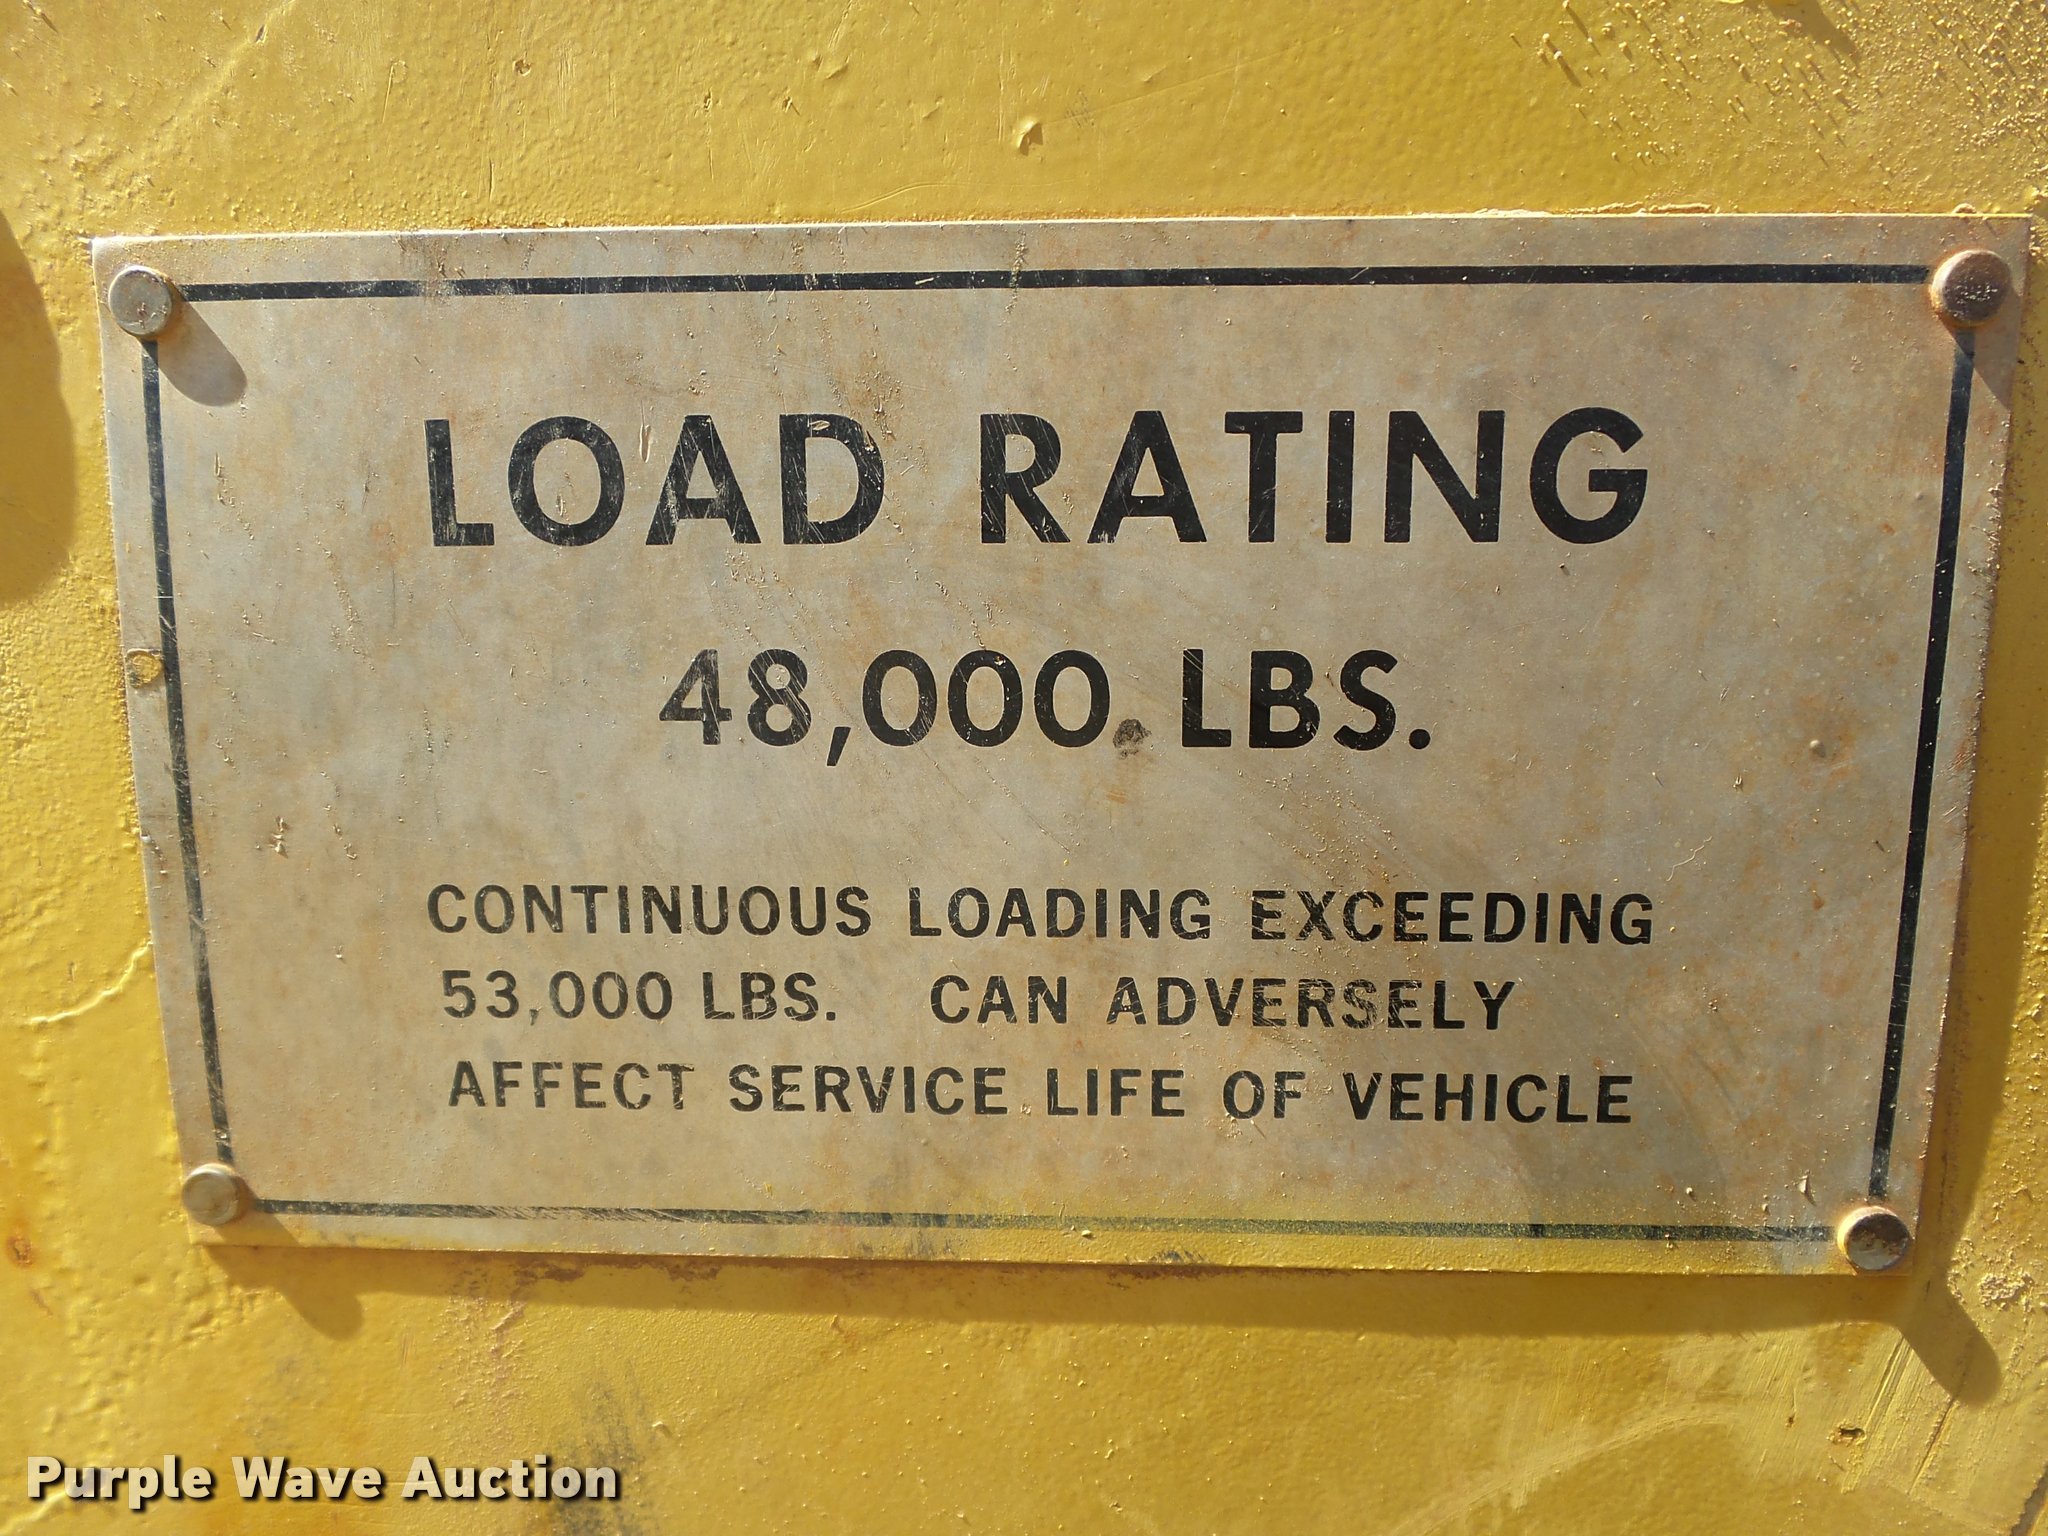 LOAD RATING
48,000 LBS.
CONTINUOUS LOADING EXCEEDING
53,000 LBS. CAN ADVERSELY
AFFECT SERVICE LIFE OF VEHICLE
Purple Wave Auction